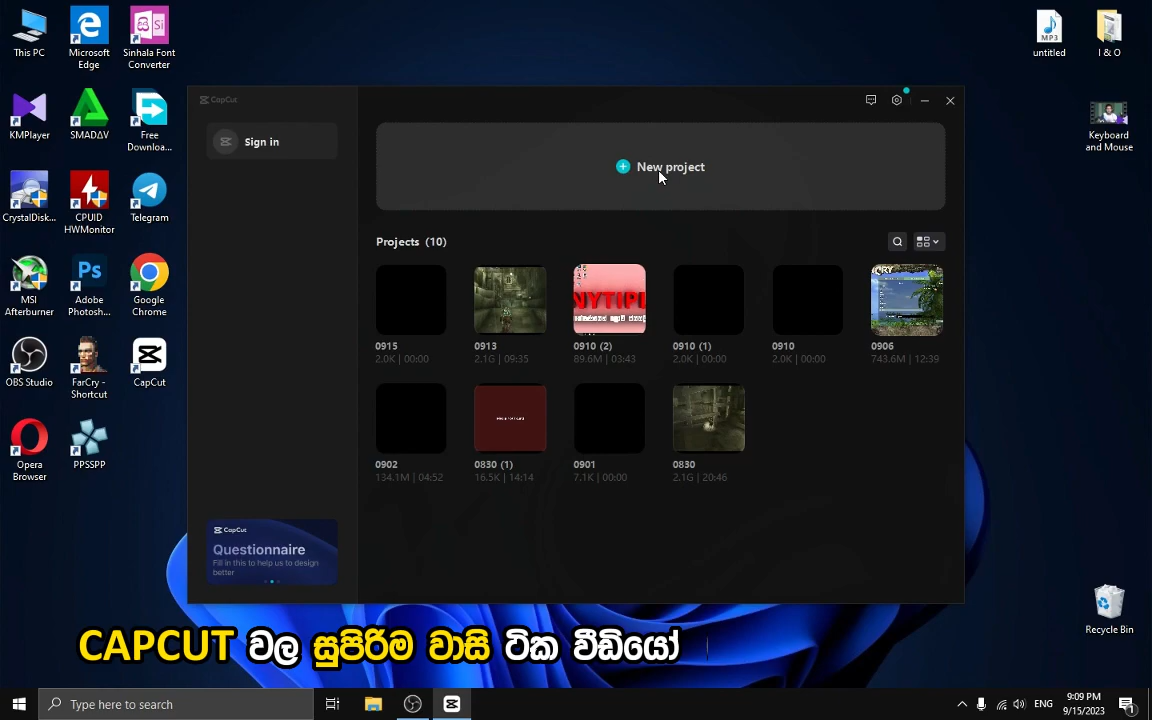 This PC
Microsoft
Edge
Sinhala Font
Converter
untitled
I & O
KMPlayer
SMADΔV
Free
Downloa...
Keyboard
and Mouse
CrystalDisk...
CPUID
HWMonitor
Telegram
MSI
Afterburner
Ps
Adobe
Photosh...
Google
Chrome
OBS Studio
FarCry -
Shortcut
CapCut
Opera
Browser
PPSSPP
Recycle Bin
CapCut
Sign in
New project
Projects (10)
0915
2.0K | 00:00
0913
2.1G | 09:35
0910 (2)
89.6M | 03:43
0910 (1)
2.0K | 00:00
0910
2.0K | 00:00
0906
743.6M | 12:39
0902
134.1M | 04:52
0830 (1)
16.5K | 14:14
0901
7.1K | 00:00
0830
2.1G | 20:46
CapCut
Questionnaire
Fill in this to help us to design
better
CAPCUT වල සුපිරිම වාසි ටික වීඩියෝ
Type here to search
ENG
9:09 PM
9/15/2023